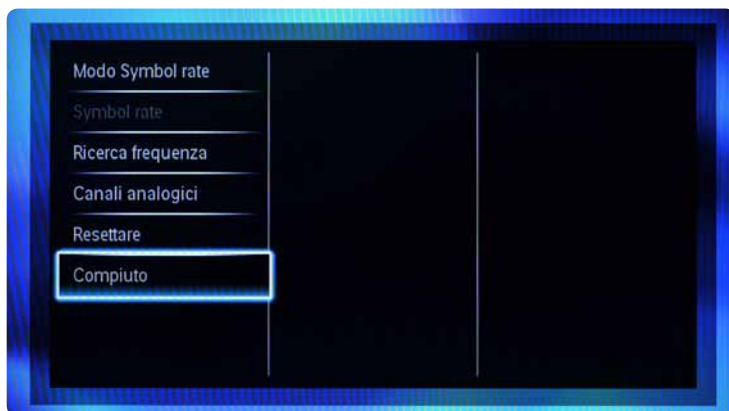 Modo Symbol rate
Symbol rate
Ricerca frequenza
Canali analogici
Resettare
Compiuto